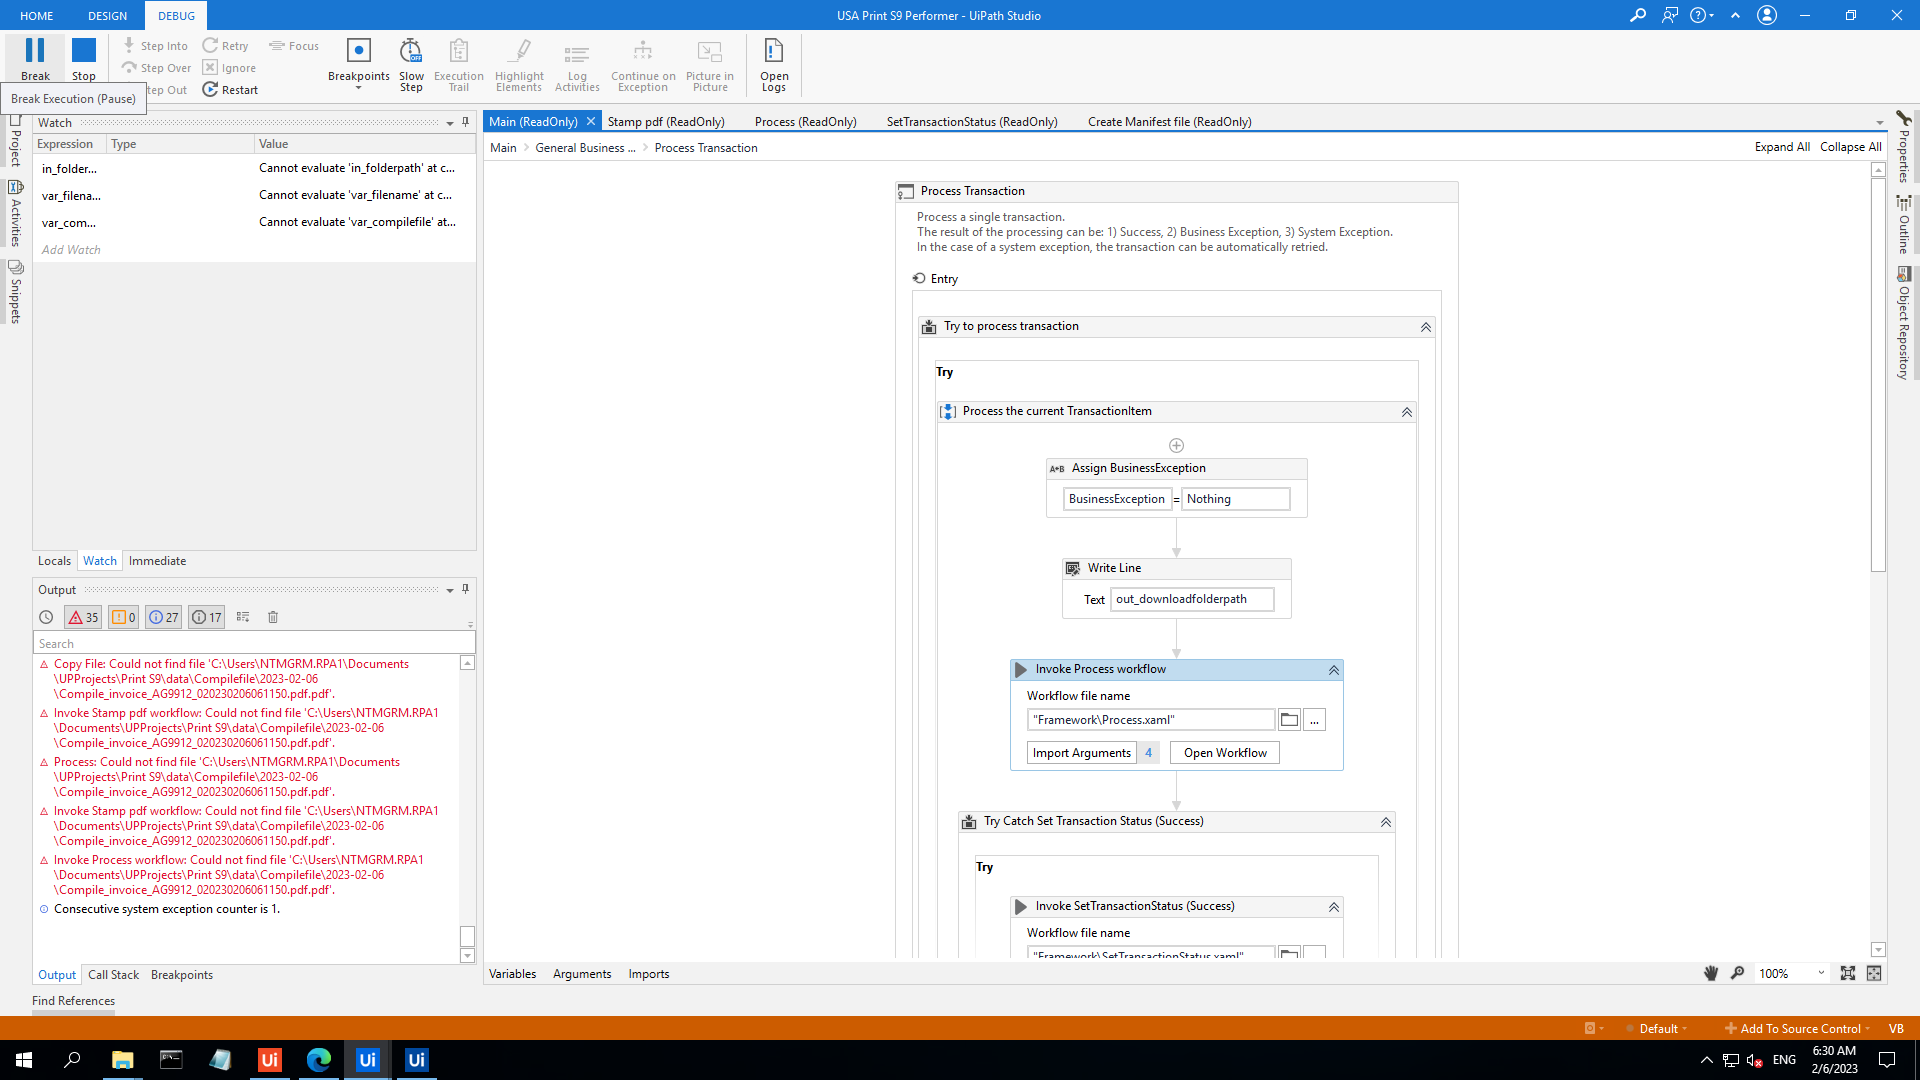 HOME DESIGN DEBUG
USA Print S9 Performer - UiPath Studio
Break
Stop
Step Into
Step Over
tep Out
Retry
Ignore
Restart
Focus
Breakpoints
Slow
Step
Execution
Trail
Highlight
Elements
Log
Activities
Continue on
Exception
Picture in
Picture
Open
Logs
Break Execution (Pause)
Project
Activities
Snippets
Watch
Expression Type Value
in_folder... Cannot evaluate 'in_folderpath' at c...
var_filena... Cannot evaluate 'var_filename' at c...
var_com... Cannot evaluate 'var_compilefile' at...
Add Watch
Locals Watch Immediate
Output
35 0 27 17
Search
Copy File: Could not find file 'C:\Users\NTMGRM.RPA1\Documents
\UPProjects\Print S9\data\Compilefile\2023-02-06
\Compile_invoice_AG9912_020230206061150.pdf.pdf'.
Invoke Stamp pdf workflow: Could not find file 'C:\Users\NTMGRM.RPA1
\Documents\UPProjects\Print S9\data\Compilefile\2023-02-06
\Compile_invoice_AG9912_020230206061150.pdf.pdf'.
Process: Could not find file 'C:\Users\NTMGRM.RPA1\Documents
\UPProjects\Print S9\data\Compilefile\2023-02-06
\Compile_invoice_AG9912_020230206061150.pdf.pdf'.
Invoke Stamp pdf workflow: Could not find file 'C:\Users\NTMGRM.RPA1
\Documents\UPProjects\Print S9\data\Compilefile\2023-02-06
\Compile_invoice_AG9912_020230206061150.pdf.pdf'.
Invoke Process workflow: Could not find file 'C:\Users\NTMGRM.RPA1
\Documents\UPProjects\Print S9\data\Compilefile\2023-02-06
\Compile_invoice_AG9912_020230206061150.pdf.pdf'.
Consecutive system exception counter is 1.
Output Call Stack Breakpoints
Find References
Main (ReadOnly) Stamp pdf (ReadOnly) Process (ReadOnly) SetTransactionStatus (ReadOnly) Create Manifest file (ReadOnly)
Main General Business ... Process Transaction
Expand All Collapse All
Process Transaction
Process a single transaction.
The result of the processing can be: 1) Success, 2) Business Exception, 3) System Exception.
In the case of a system exception, the transaction can be automatically retried.
Entry
Try to process transaction
Try
Process the current TransactionItem
A+B Assign BusinessException
BusinessException = Nothing
Write Line
Text out_downloadfolderpath
Invoke Process workflow
Workflow file name
"Framework\Process.xaml" ...
Import Arguments 4 Open Workflow
Try Catch Set Transaction Status (Success)
Try
Invoke SetTransactionStatus (Success)
Workflow file name
"Framework\SetTransactionStatus.xaml"
Variables Arguments Imports
100%
Properties
Outline
Object Repository
Default Add To Source Control VB
Ui Ui Ui
ENG
6:30 AM
2/6/2023